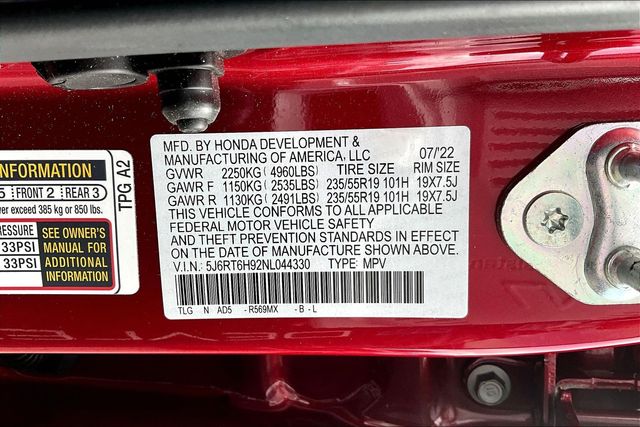 MFD. BY HONDA DEVELOPMENT &
MANUFACTURING OF AMERICA, LLC 07/'22
GVWR 2250KG( 4960LBS) TIRE SIZE RIM SIZE
GAWR F 1150KG( 2535LBS) 235/55R19 101H 19X7.5J
GAWR R 1130KG( 2491LBS) 235/55R19 101H 19X7.5J
THIS VEHICLE CONFORMS TO ALL APPLICABLE
FEDERAL MOTOR VEHICLE SAFETY
AND THEFT PREVENTION STANDARDS IN EFFECT
ON THE DATE OF MANUFACTURE SHOWN ABOVE.
V.I.N.: 5J6RT6H92NL044330 TYPE: MPV
TLG N AD5 - R569MX - B - L
INFORMATION
5 FRONT 2 REAR 3
exceed 385 kg or 850 lbs.
33PSI
33PSI
SEE OWNER'S
MANUAL FOR
ADDITIONAL
INFORMATION
TPG A2